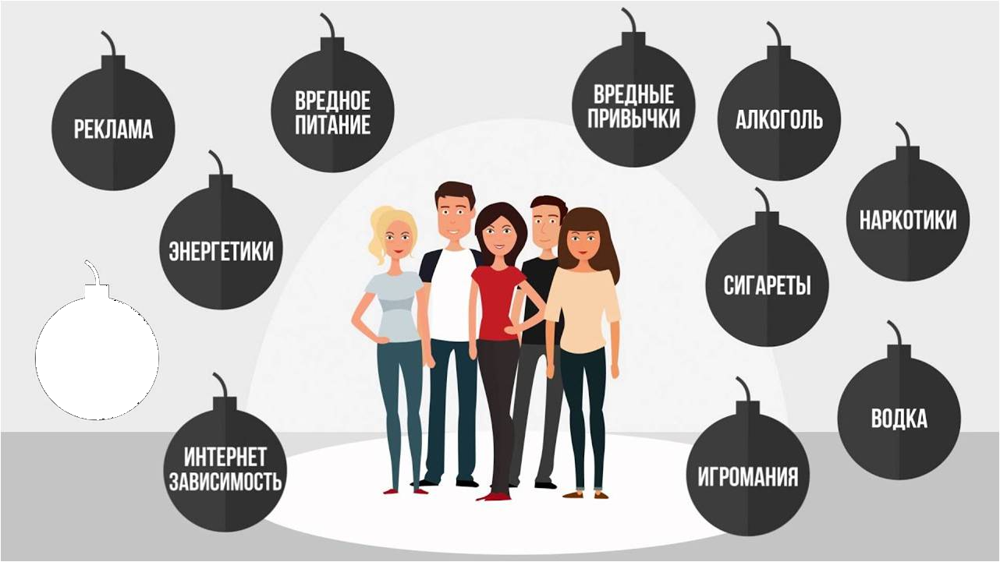 РЕКЛАМА
ВРЕДНОЕ
ПИТАНИЕ
ВРЕДНЫЕ
ПРИВЫЧКИ
АЛКОГОЛЬ
ЭНЕРГЕТИКИ
НАРКОТИКИ
СИГАРЕТЫ
ИНТЕРНЕТ
ЗАВИСИМОСТЬ
ИГРОМАНИЯ
ВОДКА